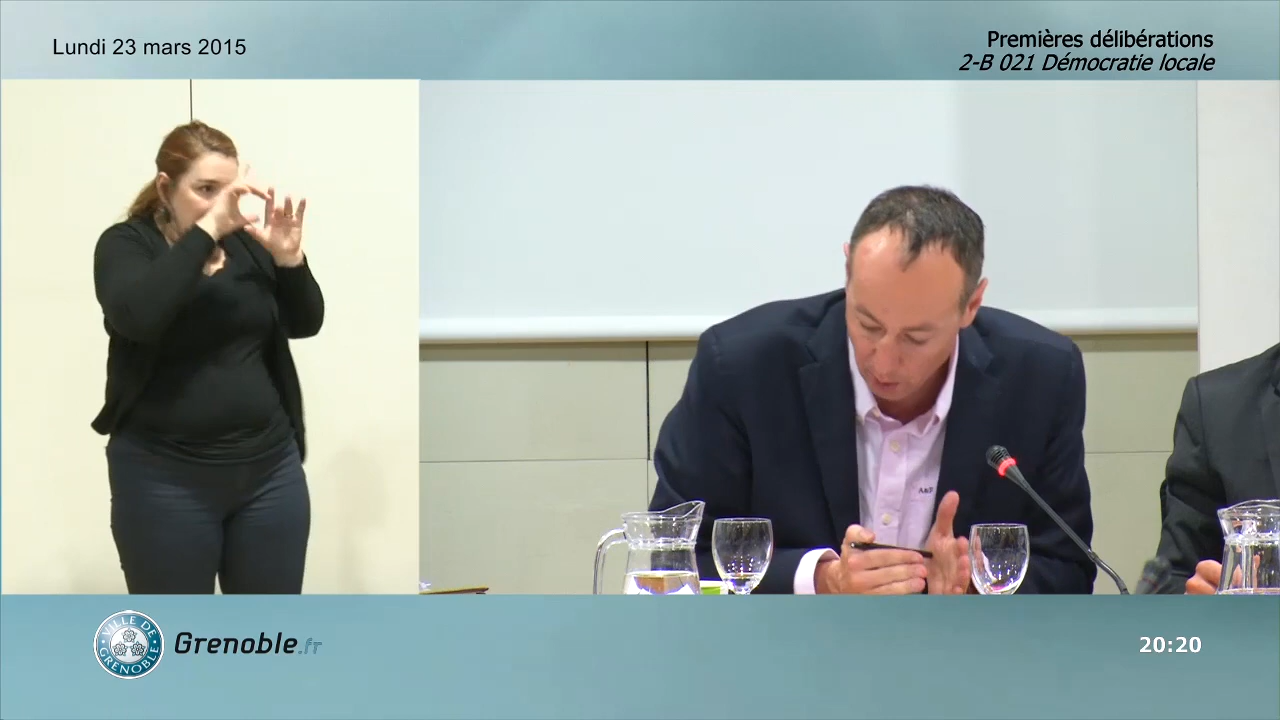 Lundi 23 mars 2015
Premières délibérations
2-B 021 Démocratie locale
A&B
VILLE DE
GRENOBLE
Grenoble.fr
20:20